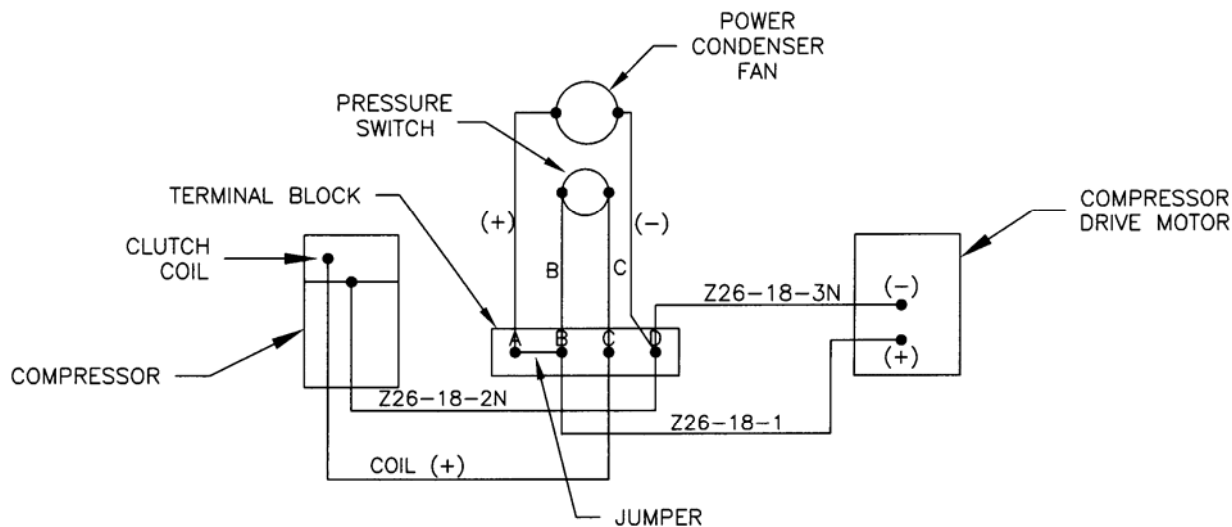 POWER
CONDENSER
FAN
PRESSURE
SWITCH
TERMINAL BLOCK
COMPRESSOR
DRIVE MOTOR
(+)
(-)
CLUTCH
COIL
B
C
Z26-18-3N
(-)
A
B
C
D
(+)
COMPRESSOR
Z26-18-2N
Z26-18-1
COIL (+)
JUMPER